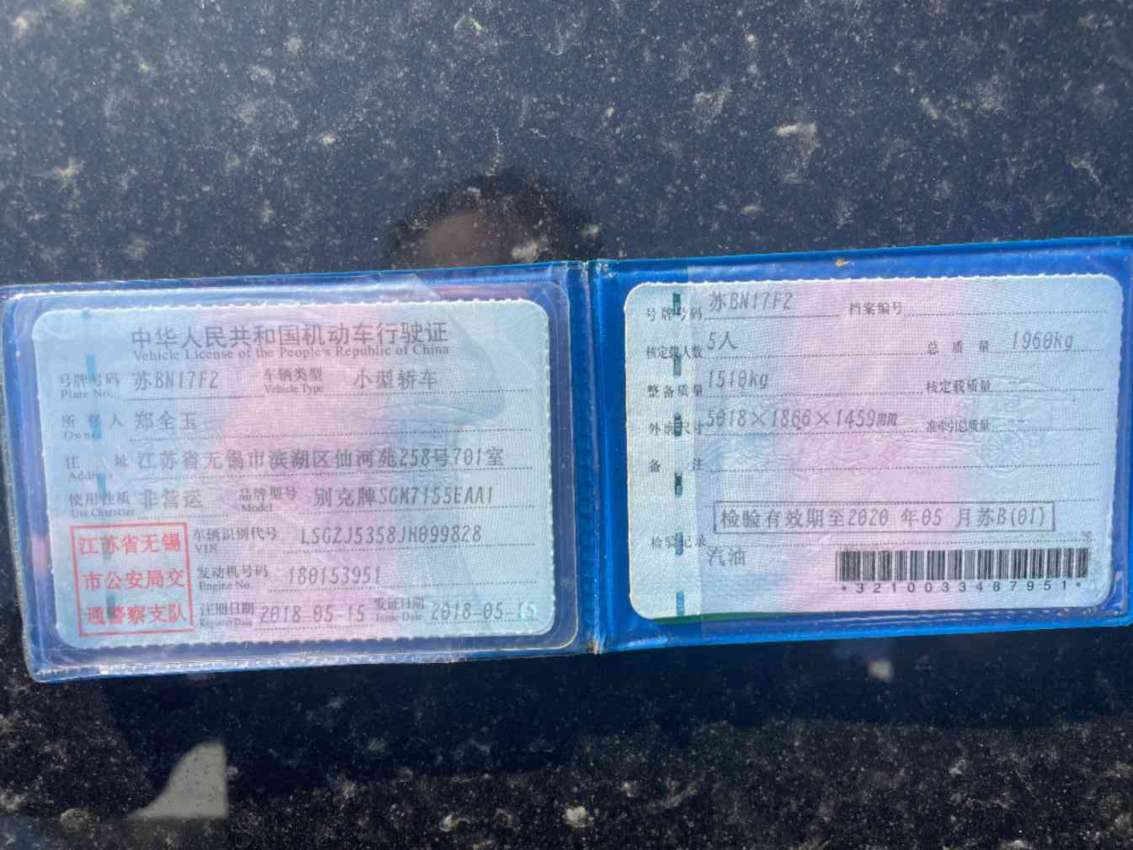 中华人民共和国机动车行驶证
Vehicle License of the People's Republic of China
号牌号码 苏BN17F2 车辆类型 小型轿车
Plate No. Vehicle Type
所有人 郑全玉
Owner
住址 江苏省无锡市滨湖区仙河苑258号701室
Address
使用性质 非营运 品牌型号 别克牌SGM7155EAA1
Use Character Model
江苏省无锡
市公安局交
通警察支队
车辆识别代号 LSGZJ5358JH099828
VIN
发动机号码 180153951
Engine No.
注册日期 2018-05-15 发证日期 2018-05-15
Register Date Issue Date
号牌号码 苏BN17F2 档案编号
核定载人数 5人 总质量 1960kg
整备质量 1510kg 核定载质量 --
外廓尺寸 5018×1866×1459mm 准牵引总质量 --
备注
检验有效期至2020年05月苏B(01)
检验记录
汽油
*3210033487951*